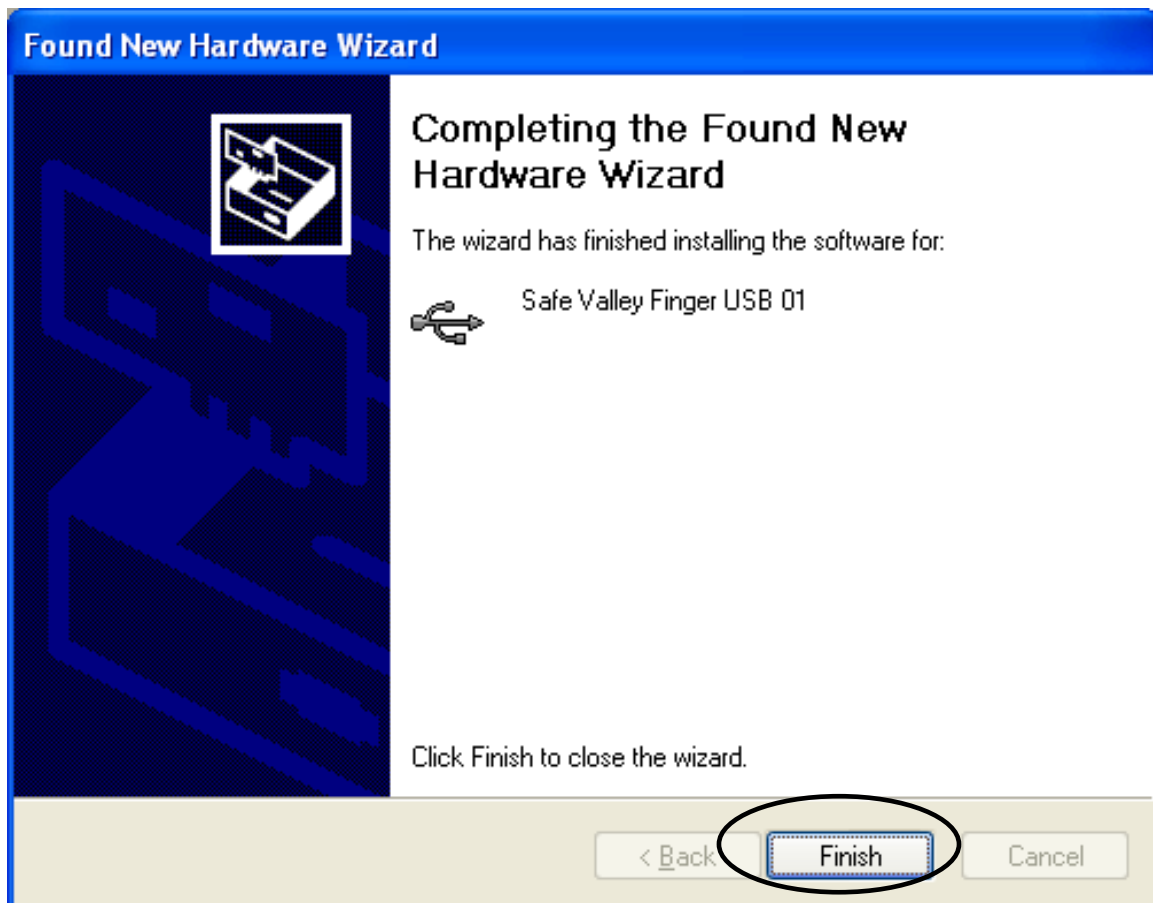 Found New Hardware Wizard
Completing the Found New
Hardware Wizard
The wizard has finished installing the software for:
Safe Valley Finger USB 01
Click Finish to close the wizard.
< Back
Finish
Cancel